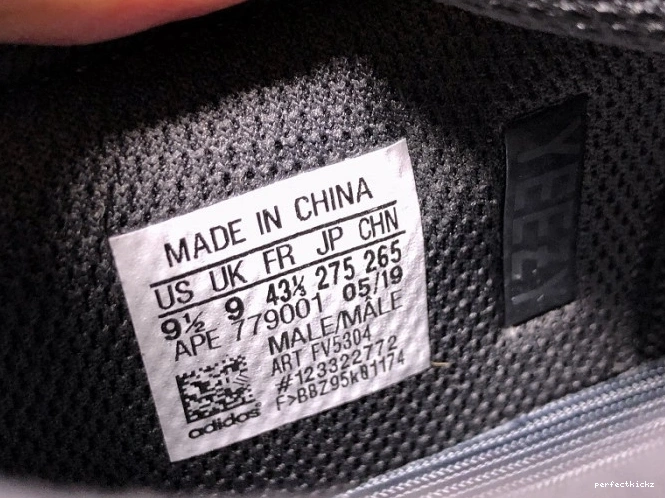 MADE IN CHINA
US UK FR JP CHN
9½ 9 43⅓ 275 265
APE 779001 05/19
MALE/MÂLE
ART FV5304
#123322772
F>BBZ95K81174
adidas
YEEZY
perfectkickz